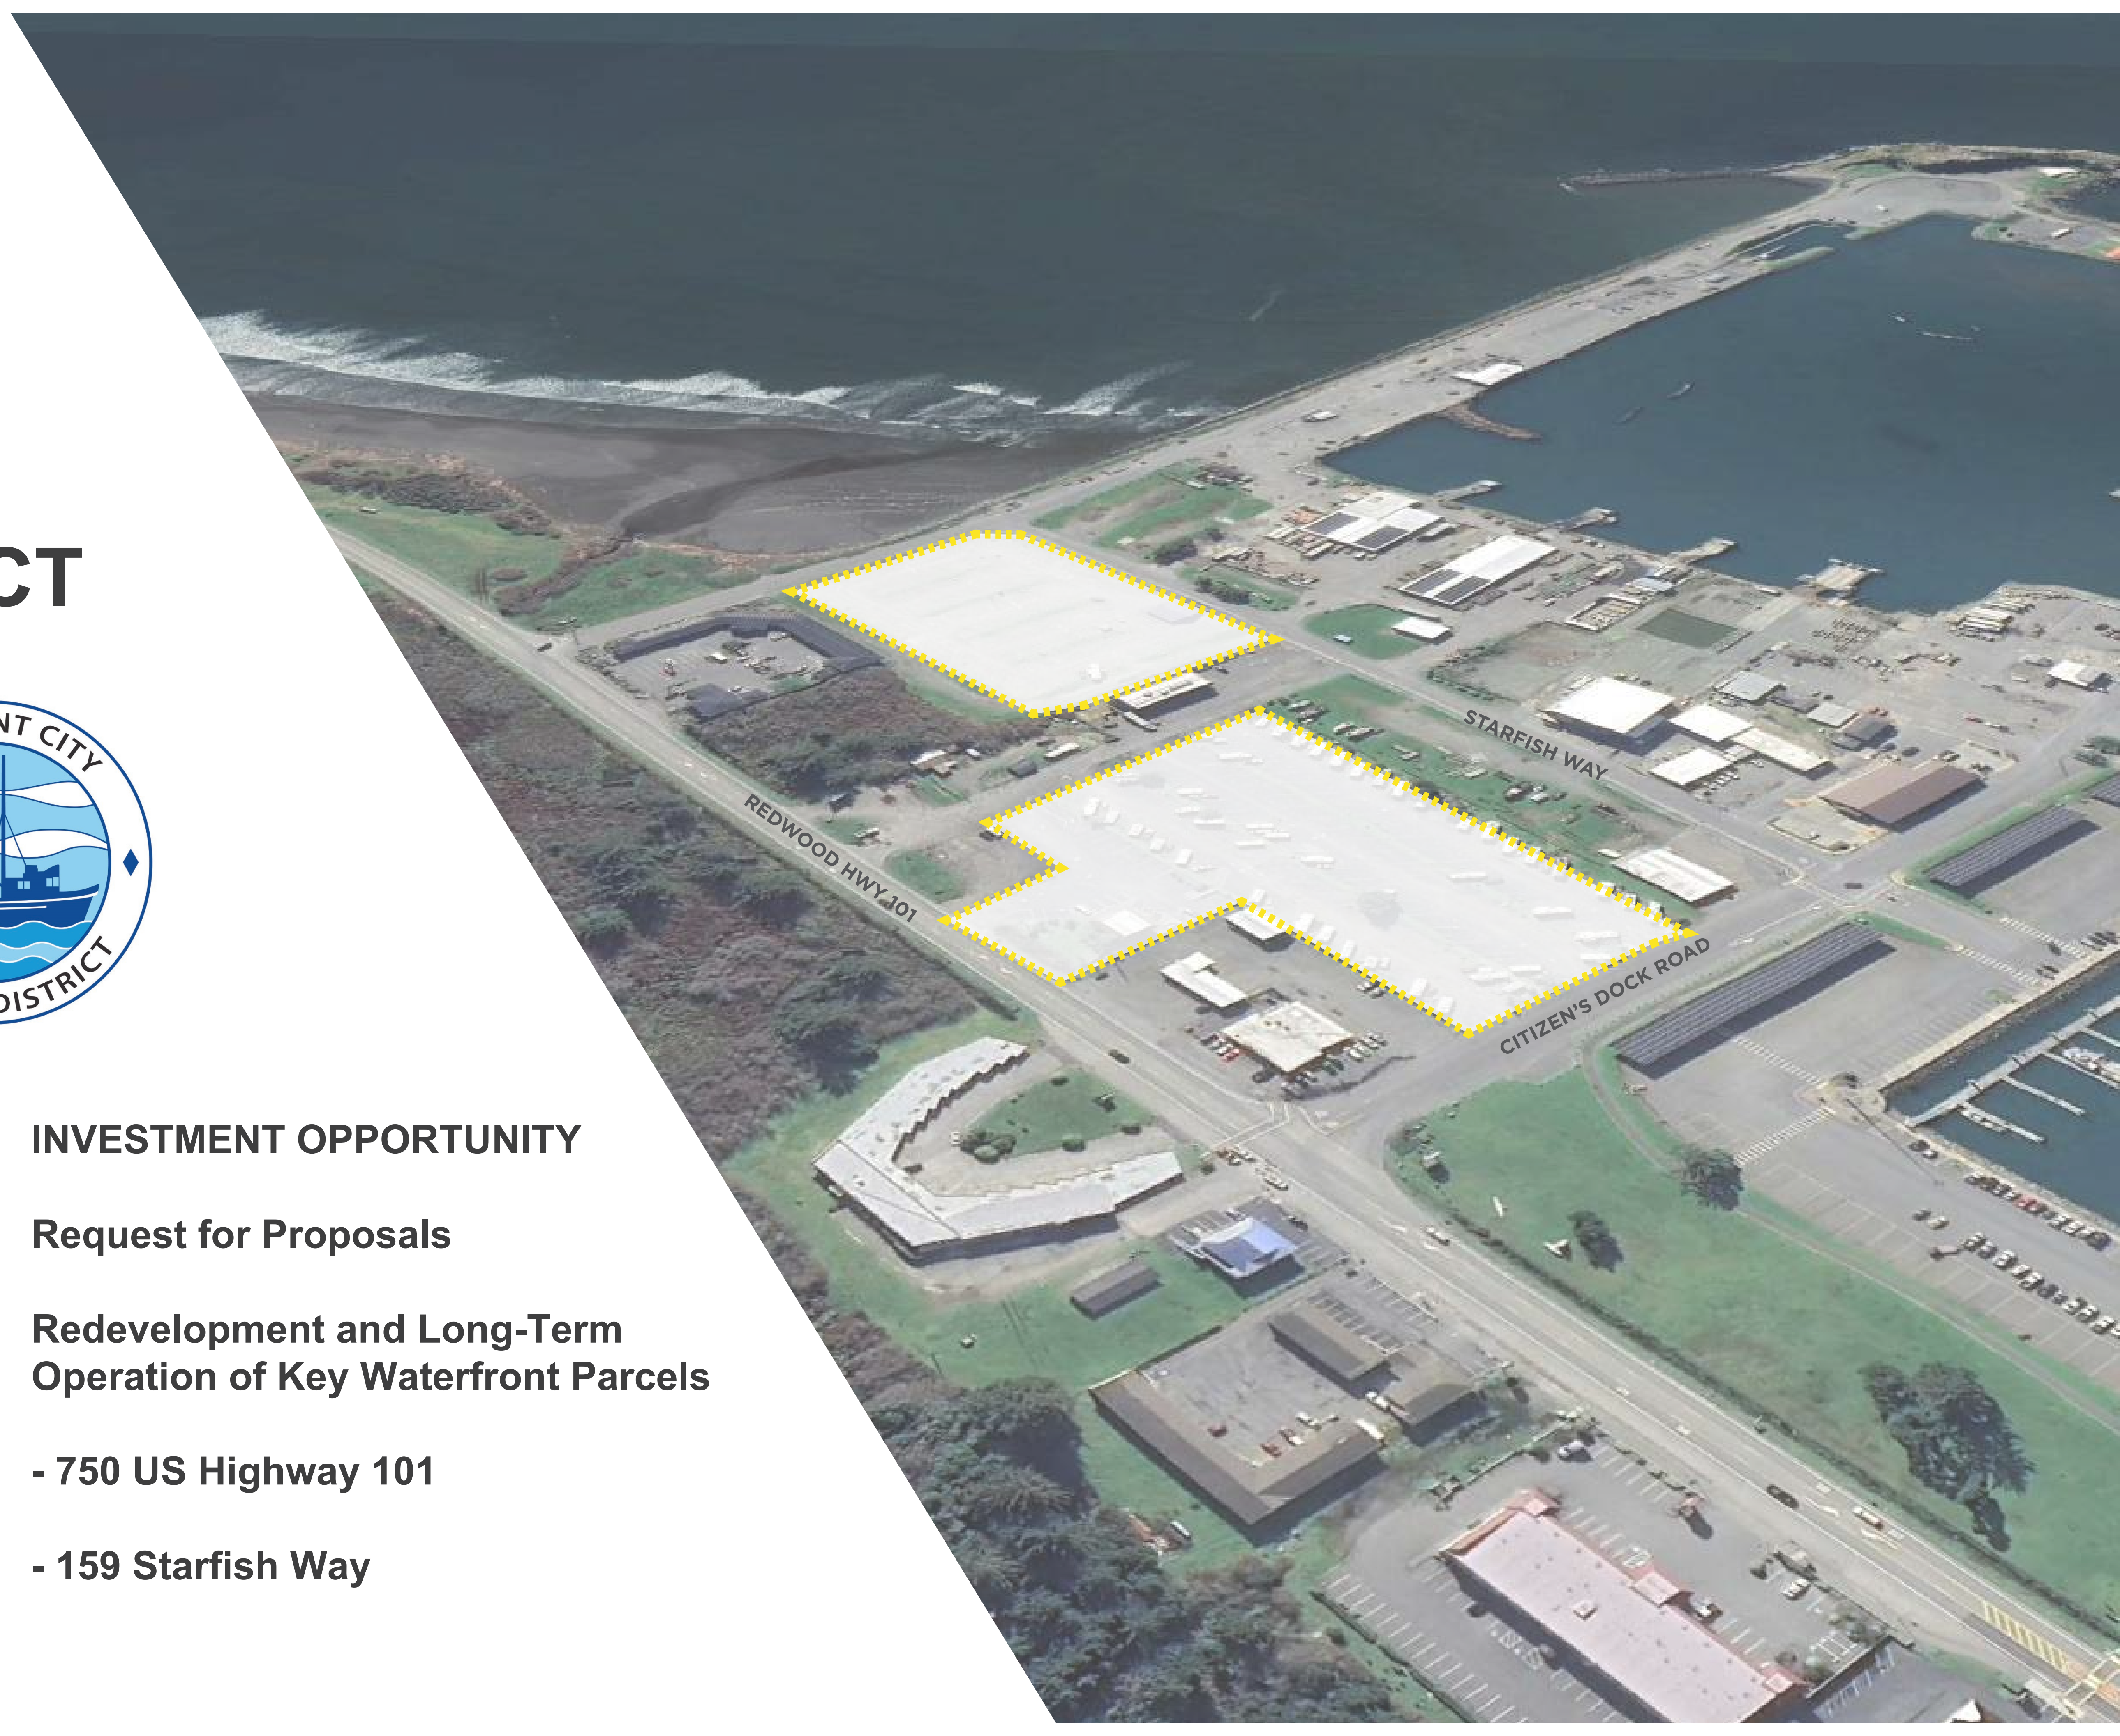 CT
NT CITY
DISTRICT
INVESTMENT OPPORTUNITY
Request for Proposals
Redevelopment and Long-Term
Operation of Key Waterfront Parcels
- 750 US Highway 101
- 159 Starfish Way
STARFISH WAY
REDWOOD HWY 101
CITIZEN'S DOCK ROAD